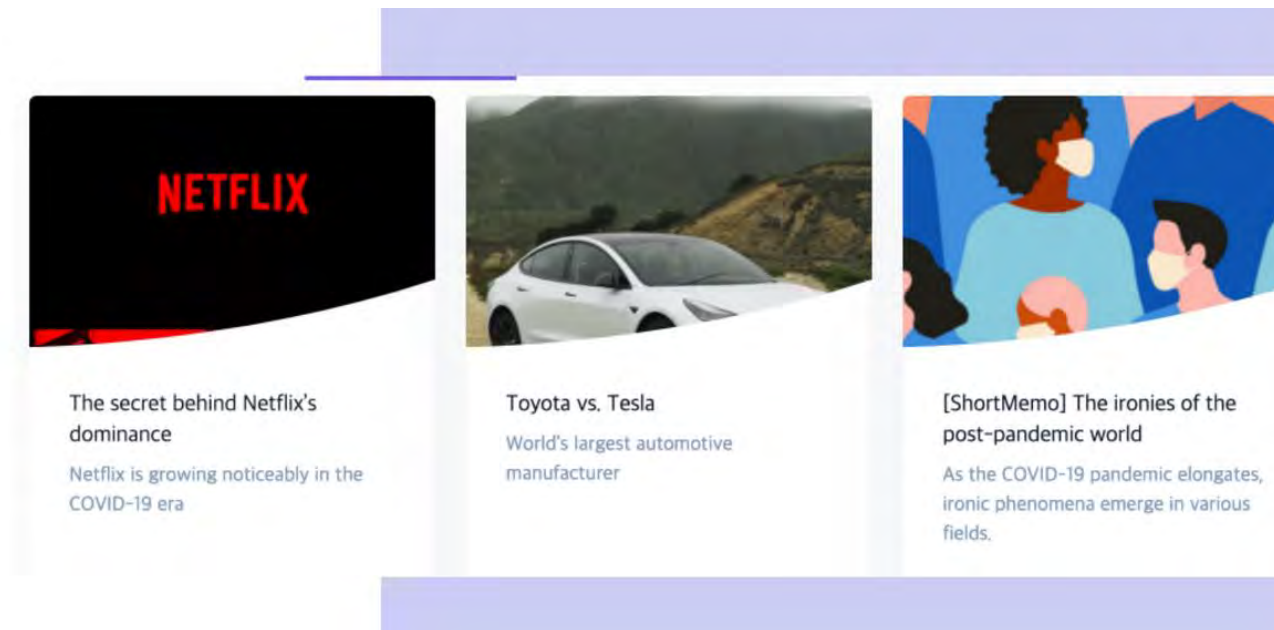 NETFLIX
The secret behind Netflix's
dominance
Netflix is growing noticeably in the
COVID-19 era
Toyota vs. Tesla
World's largest automotive
manufacturer
[ShortMemo] The ironies of the
post-pandemic world
As the COVID-19 pandemic elongates,
ironic phenomena emerge in various
fields.